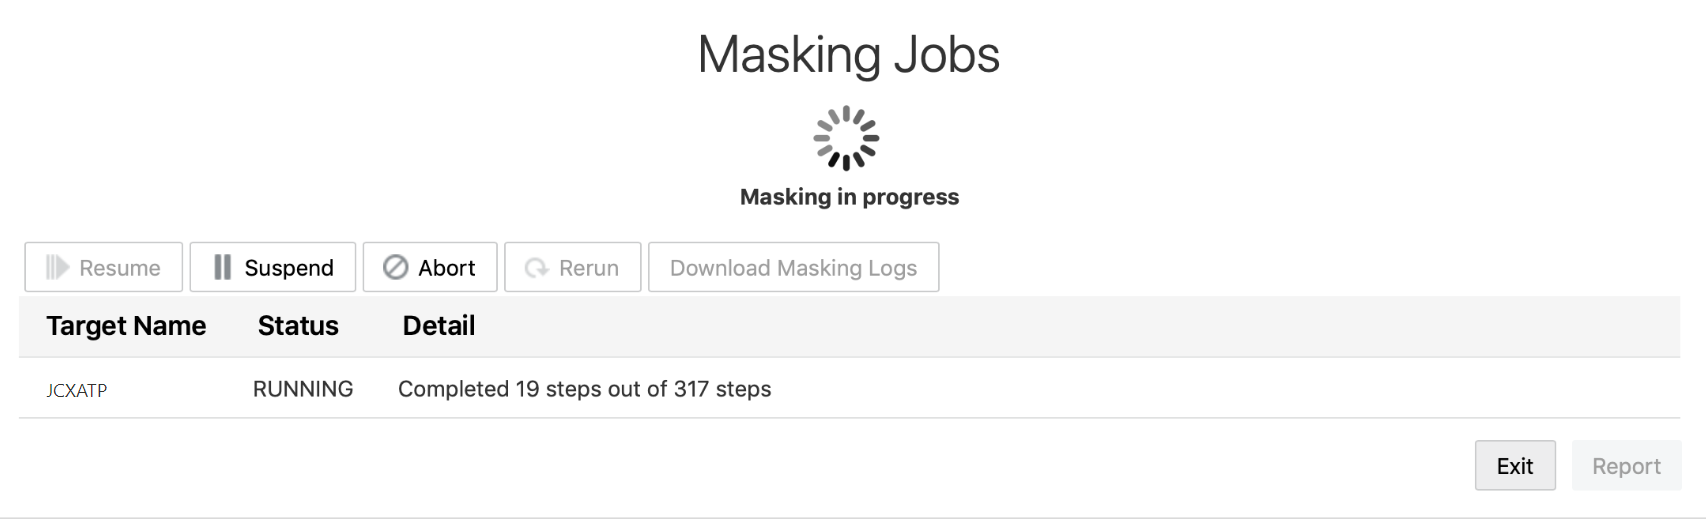 Masking Jobs
Masking in progress
Resume Suspend Abort Rerun Download Masking Logs
Target Name Status Detail
JCXATP RUNNING Completed 19 steps out of 317 steps
Exit Report